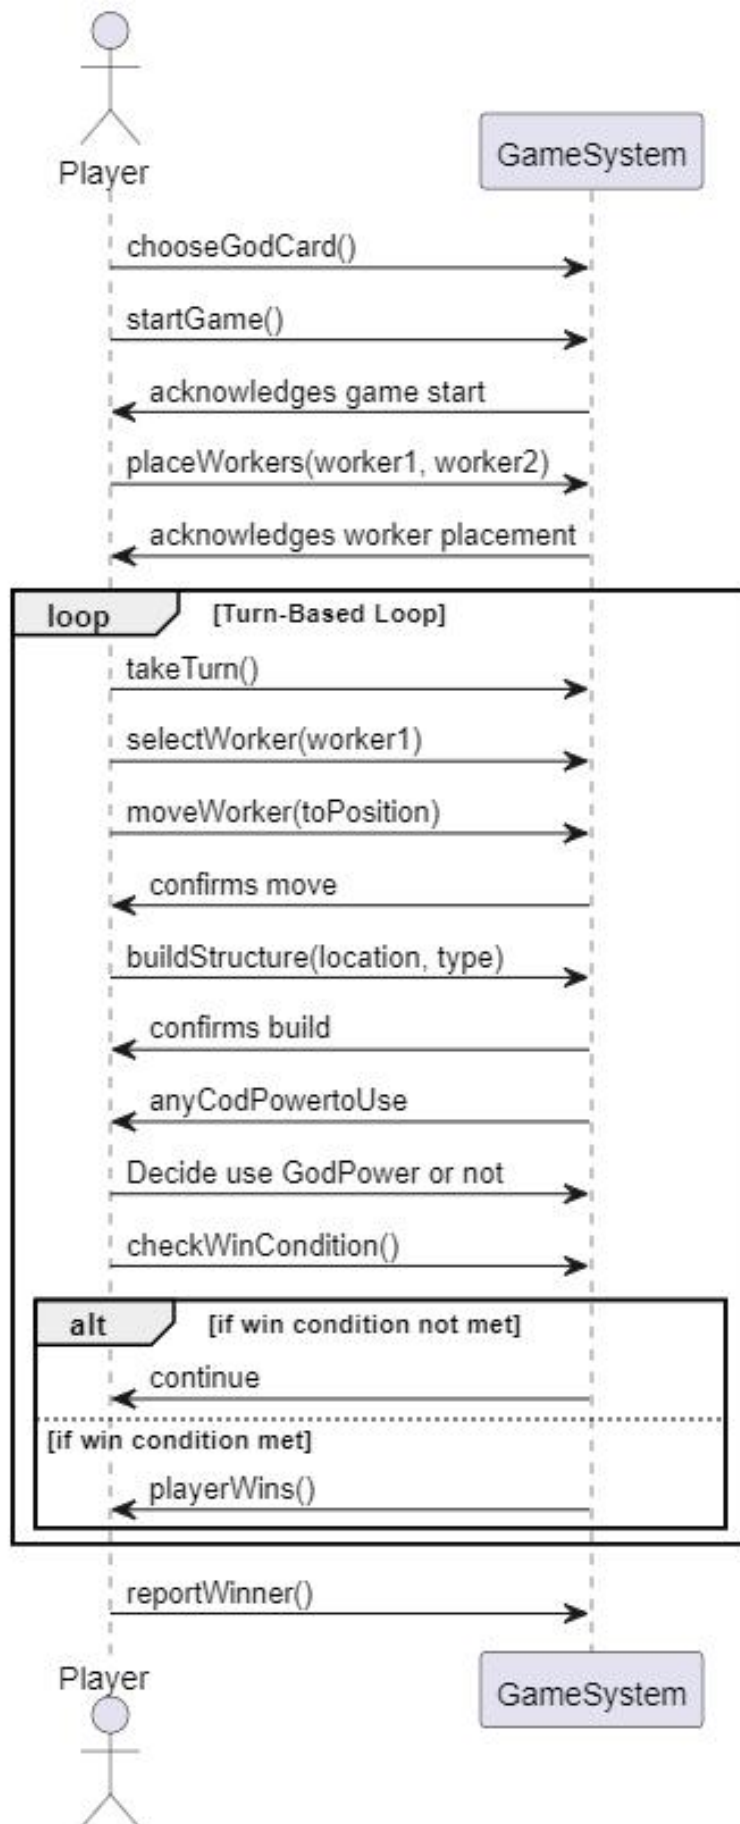 Player
GameSystem
chooseGodCard()
startGame()
acknowledges game start
placeWorkers(worker1, worker2)
acknowledges worker placement
loop [Turn-Based Loop]
takeTurn()
selectWorker(worker1)
moveWorker(toPosition)
confirms move
buildStructure(location, type)
confirms build
anyCodPowertoUse
Decide use GodPower or not
checkWinCondition()
alt [if win condition not met]
continue
[if win condition met]
playerWins()
reportWinner()
Player
GameSystem